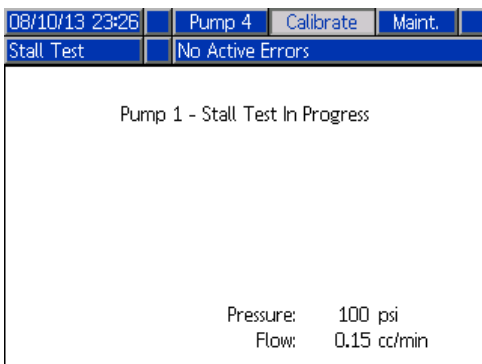 08/10/13 23:26 Pump 4 Calibrate Maint.
Stall Test No Active Errors
Pump 1 - Stall Test In Progress
Pressure: 100 psi
Flow: 0.15 cc/min